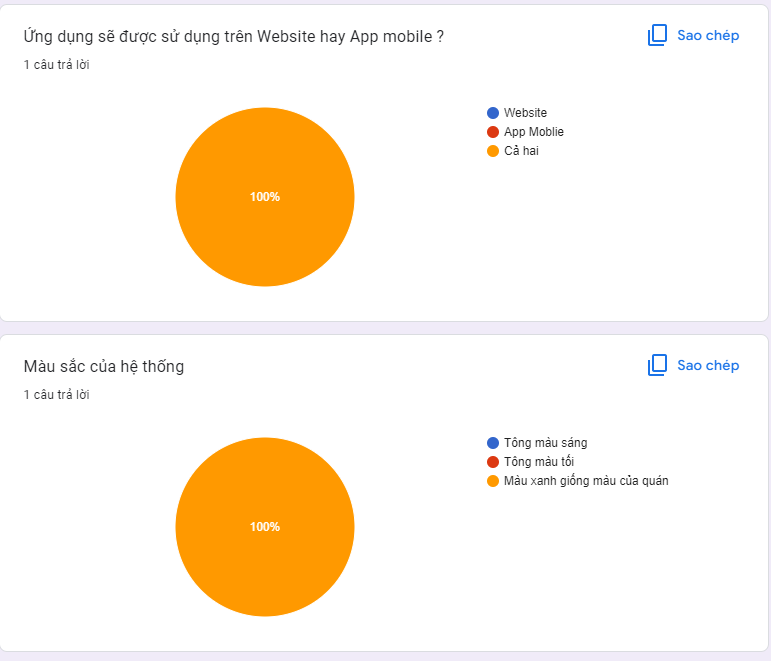 Ứng dụng sẽ được sử dụng trên Website hay App mobile ?
Sao chép
1 câu trả lời
100%
Website
App Moblie
Cả hai
Màu sắc của hệ thống
Sao chép
1 câu trả lời
100%
Tông màu sáng
Tông màu tối
Màu xanh giống màu của quán